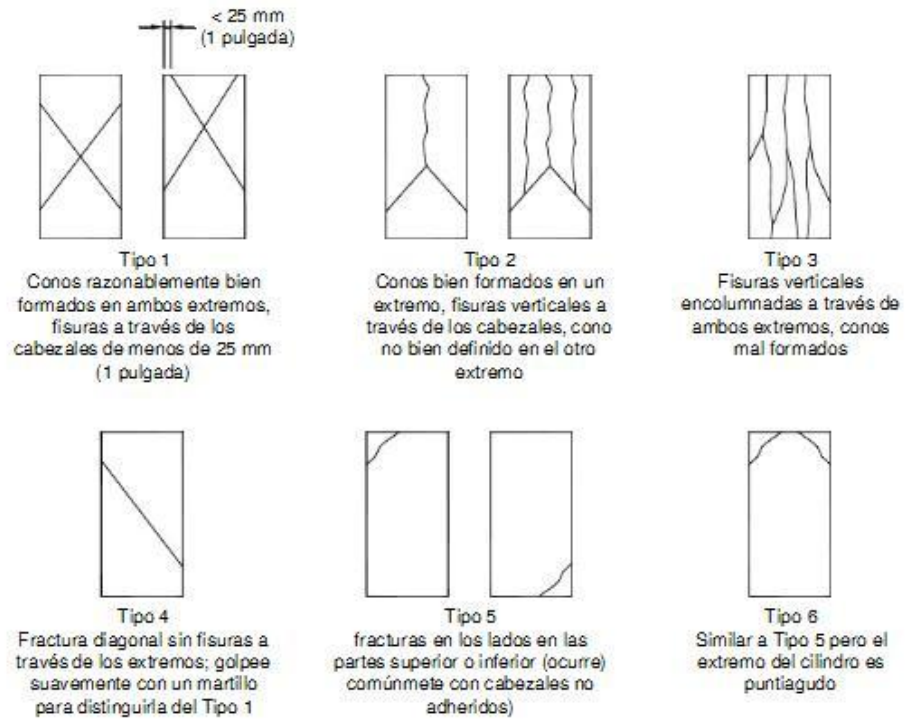 < 25 mm
(1 pulgada)
Tipo 1
Conos razonablemente bien
formados en ambos extremos,
fisuras a través de los
cabezales de menos de 25 mm
(1 pulgada)
Tipo 2
Conos bien formados en un
extremo, fisuras verticales a
través de los cabezales, cono
no bien definido en el otro
extremo
Tipo 3
Fisuras verticales
encolumnadas a través de
ambos extremos, conos
mal formados
Tipo 4
Fractura diagonal sin fisuras a
través de los extremos; golpee
suavemente con un martillo
para distinguirla del Tipo 1
Tipo 5
fracturas en los lados en las
partes superior o inferior (ocurre)
comúnmete con cabezales no
adheridos)
Tipo 6
Similar a Tipo 5 pero el
extremo del cilindro es
puntiagudo